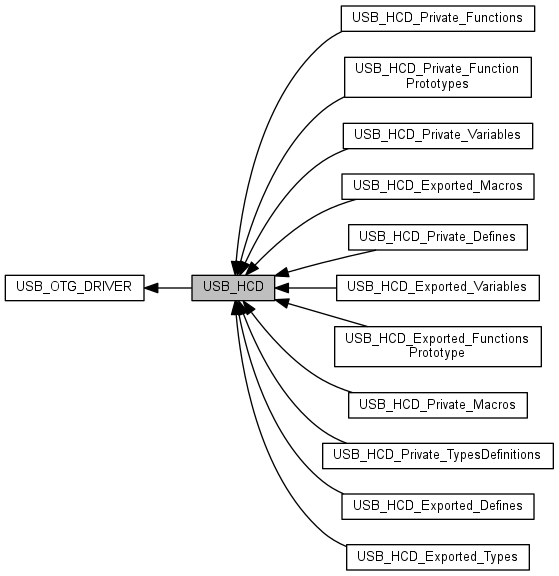 USB_HCD_Private_Functions
USB_HCD_Private_Function
Prototypes
USB_HCD_Private_Variables
USB_HCD_Exported_Macros
USB_HCD_Private_Defines
USB_OTG_DRIVER
USB_HCD
USB_HCD_Exported_Variables
USB_HCD_Exported_Functions
Prototype
USB_HCD_Private_Macros
USB_HCD_Private_TypesDefinitions
USB_HCD_Exported_Defines
USB_HCD_Exported_Types